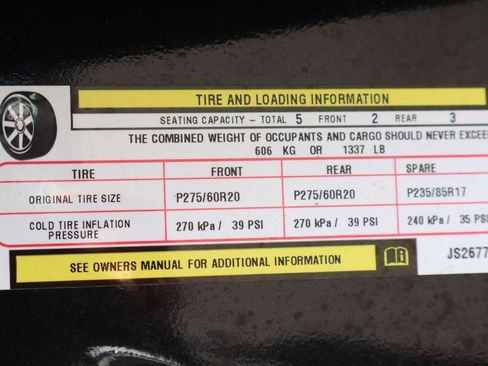 TIRE AND LOADING INFORMATION
SEATING CAPACITY - TOTAL 5 FRONT 2 REAR 3
THE COMBINED WEIGHT OF OCCUPANTS AND CARGO SHOULD NEVER EXCEE
606 KG OR 1337 LB
TIRE FRONT REAR SPARE
ORIGINAL TIRE SIZE P275/60R20 P275/60R20 P235/85R17
COLD TIRE INFLATION PRESSURE 270 kPa / 39 PSI 270 kPa / 39 PSI 240 kPa / 35 PSI
SEE OWNERS MANUAL FOR ADDITIONAL INFORMATION
JS2677